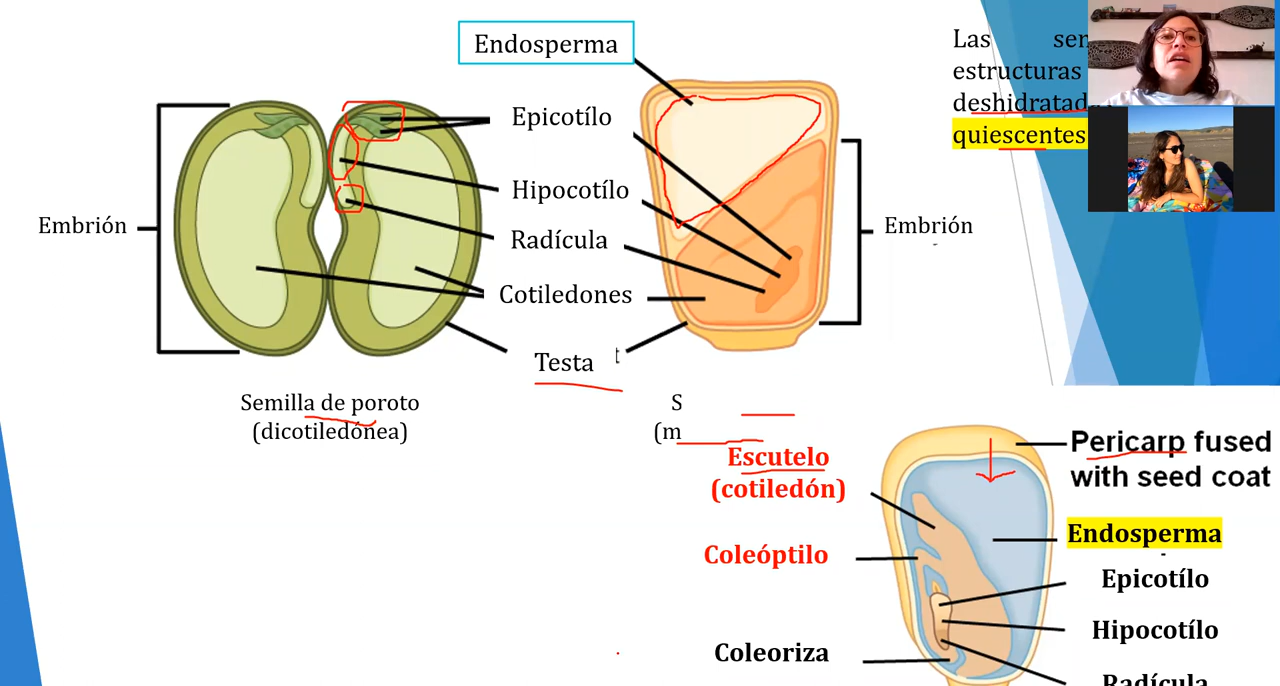 Endosperma
Epicotílo
Hipocotílo
Radícula
Cotiledones
Testa
Embrión
Embrión
Semilla de poroto
(dicotiledónea)
S
(m
Las
estructuras
quiescentes
Escutelo
(cotiledón)
Coleóptilo
Coleoriza
Pericarp fused
with seed coat
Endosperma
Epicotílo
Hipocotílo
Radícula